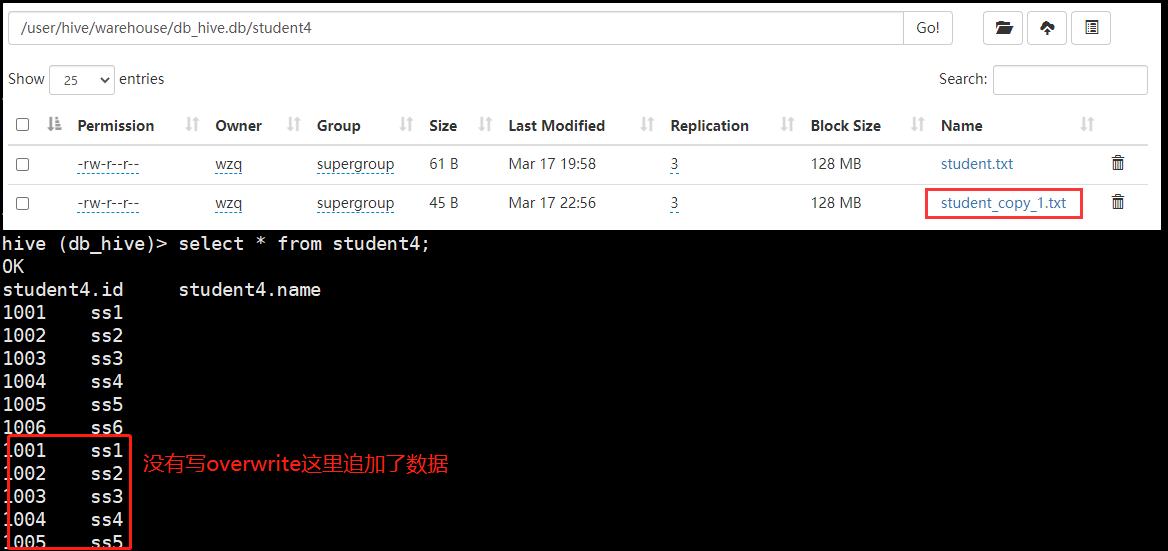 /user/hive/warehouse/db_hive.db/student4 Go!
Show 25 entries Search:
Permission Owner Group Size Last Modified Replication Block Size Name
-rw-r--r-- wzq supergroup 61 B Mar 17 19:58 3 128 MB student.txt
-rw-r--r-- wzq supergroup 45 B Mar 17 22:56 3 128 MB student_copy_1.txt
hive (db_hive)> select * from student4;
OK
student4.id student4.name
1001 ss1
1002 ss2
1003 ss3
1004 ss4
1005 ss5
1006 ss6
1001 ss1
没有写overwrite这里追加了数据
1002 ss2
1003 ss3
1004 ss4
1005 ss5